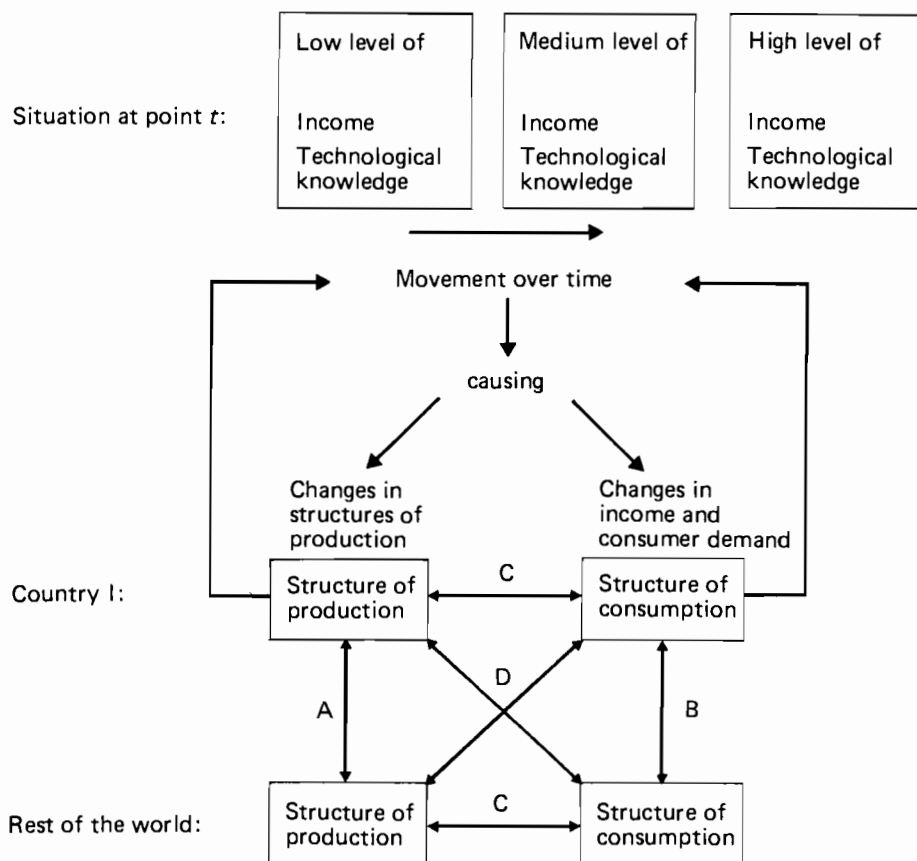 Low level of
Medium level of
High level of
Situation at point t:
Income
Technological
knowledge
Income
Technological
knowledge
Income
Technological
knowledge
Movement over time
causing
Changes in
structures of
production
Changes in
income and
consumer demand
Country I:
Structure of
production
C
Structure of
consumption
D
A
B
Rest of the world:
Structure of
production
C
Structure of
consumption